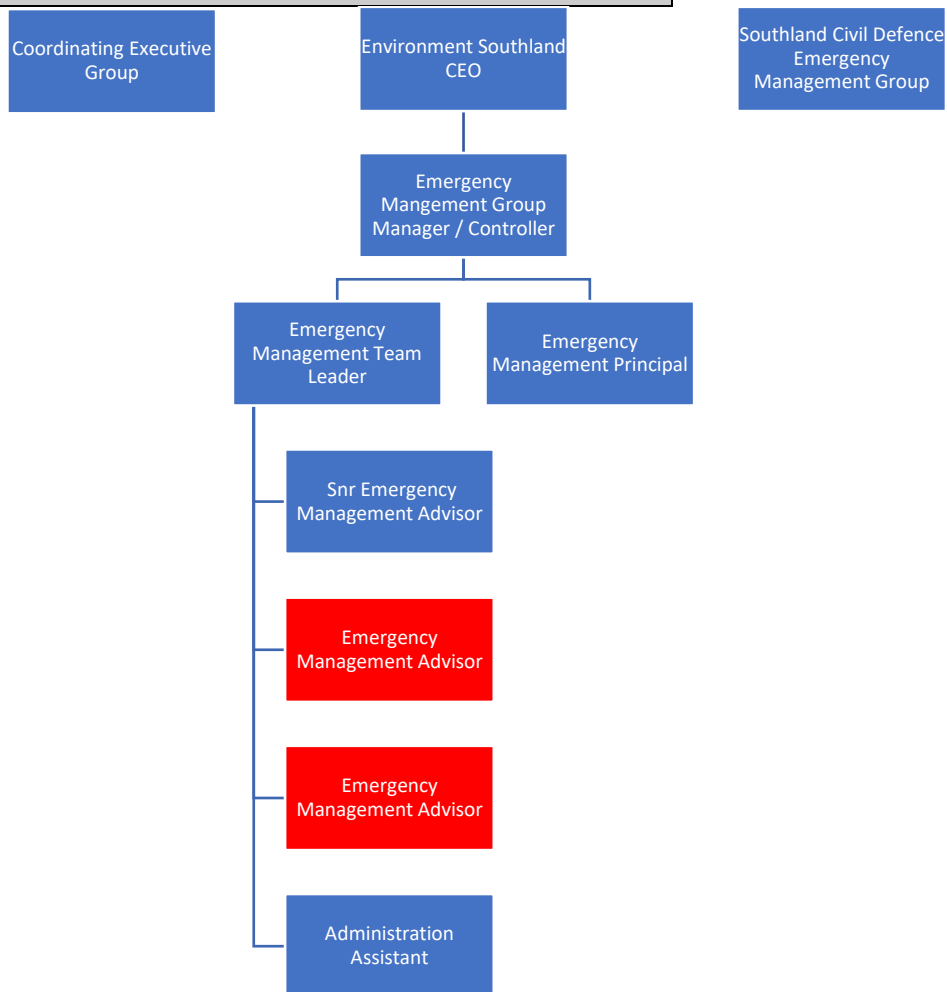 Coordinating Executive
Group
Environment Southland
CEO
Southland Civil Defence
Emergency
Management Group
Emergency
Mangement Group
Manager / Controller
Emergency
Management Team
Leader
Emergency
Management Principal
Snr Emergency
Management Advisor
Emergency
Management Advisor
Emergency
Management Advisor
Administration
Assistant